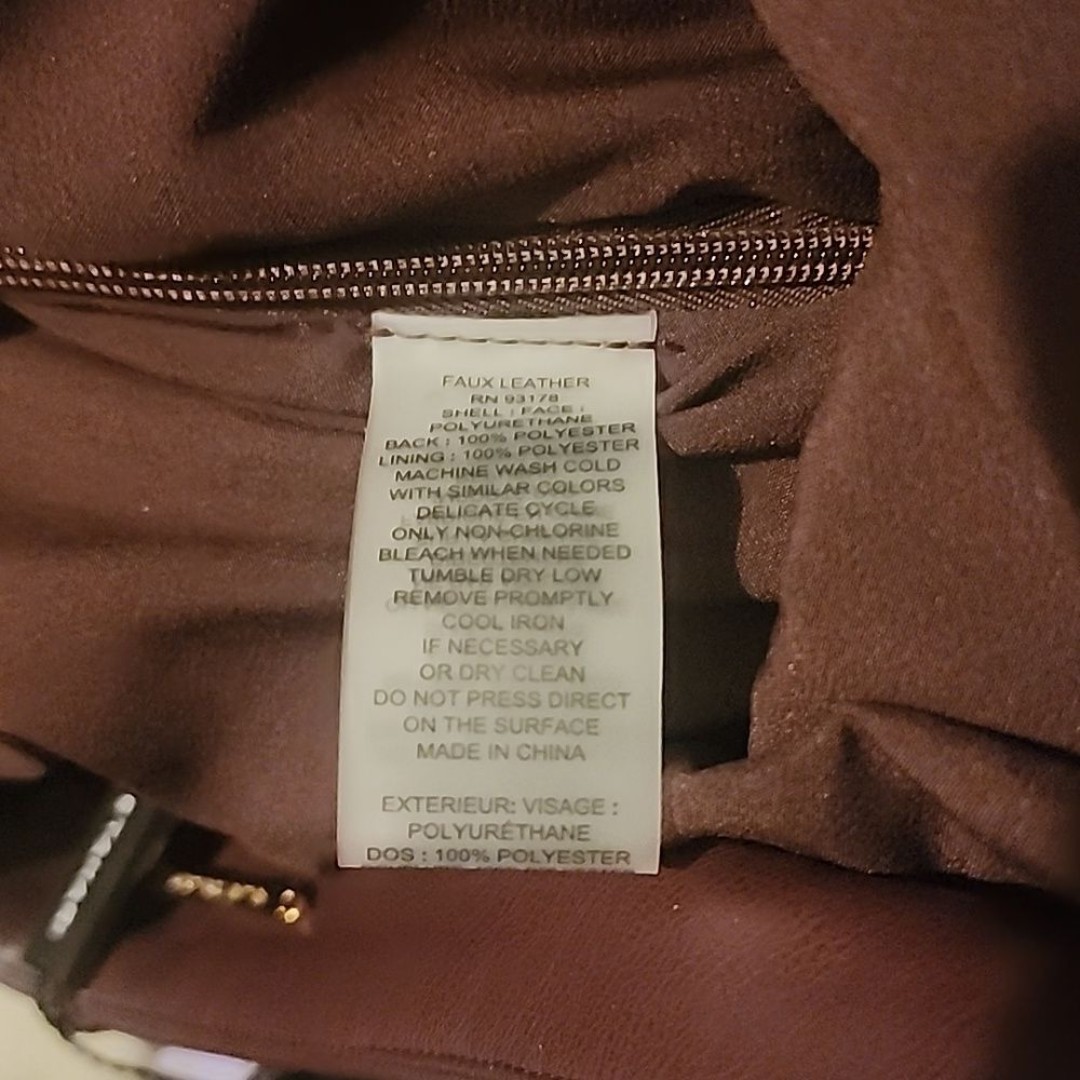 FAUX LEATHER
RN 93178
SHELL : FACE :
POLYURETHANE
BACK : 100% POLYESTER
LINING : 100% POLYESTER
MACHINE WASH COLD
WITH SIMILAR COLORS
DELICATE CYCLE
ONLY NON-CHLORINE
BLEACH WHEN NEEDED
TUMBLE DRY LOW
REMOVE PROMPTLY
COOL IRON
IF NECESSARY
OR DRY CLEAN
DO NOT PRESS DIRECT
ON THE SURFACE
MADE IN CHINA
EXTERIEUR: VISAGE :
POLYURÉTHANE
DOS : 100% POLYESTER